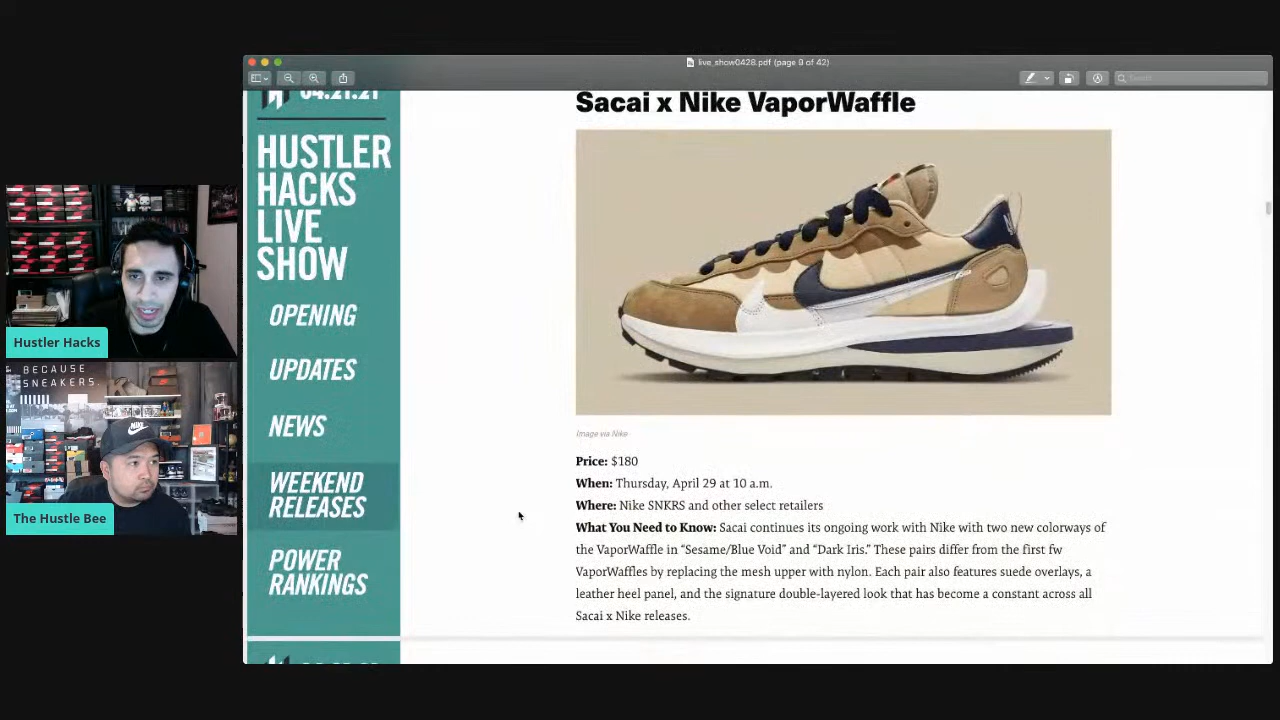 live_show0428.pdf (page 9 of 42)
Search
04.21.21
HUSTLER
HACKS
LIVE
SHOW
OPENING
UPDATES
NEWS
WEEKEND
RELEASES
POWER
RANKINGS
Sacai x Nike VaporWaffle
Image via Nike
Price: $180
When: Thursday, April 29 at 10 a.m.
Where: Nike SNKRS and other select retailers
What You Need to Know: Sacai continues its ongoing work with Nike with two new colorways of
the VaporWaffle in “Sesame/Blue Void” and “Dark Iris.” These pairs differ from the first fw
VaporWaffles by replacing the mesh upper with nylon. Each pair also features suede overlays, a
leather heel panel, and the signature double-layered look that has become a constant across all
Sacai x Nike releases.
Hustler Hacks
BECAUSE
SNEAKERS.
The Hustle Bee